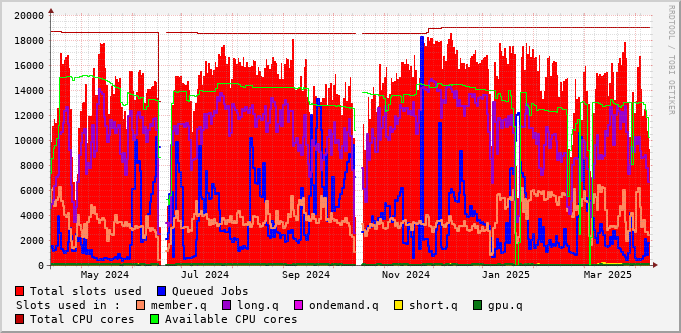 20000
18000
16000
14000
12000
10000
8000
6000
4000
2000
0
May 2024 Jul 2024 Sep 2024 Nov 2024 Jan 2025 Mar 2025
RRDTOOL / TOBI OETIKER
Total slots used Queued Jobs
Slots used in : member.q long.q ondemand.q short.q gpu.q
Total CPU cores Available CPU cores